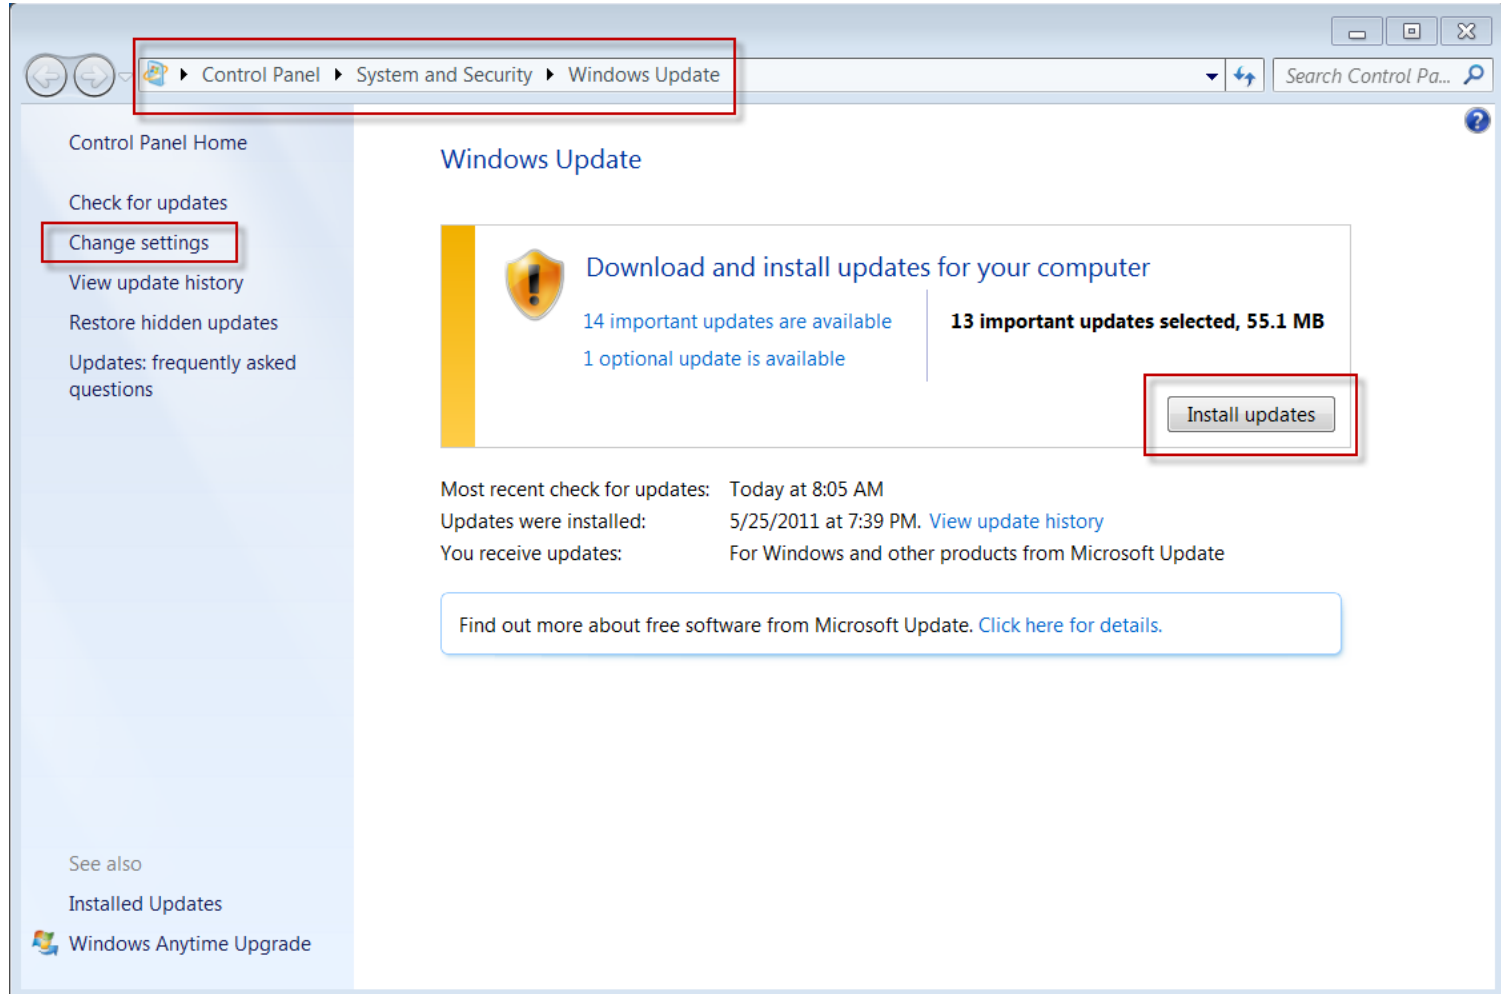 Control Panel ▸ System and Security ▸ Windows Update
Search Control Pa...
Control Panel Home
Check for updates
Change settings
View update history
Restore hidden updates
Updates: frequently asked
questions
See also
Installed Updates
Windows Anytime Upgrade
Windows Update
Download and install updates for your computer
14 important updates are available
1 optional update is available
13 important updates selected, 55.1 MB
Install updates
Most recent check for updates: Today at 8:05 AM
Updates were installed: 5/25/2011 at 7:39 PM. View update history
You receive updates: For Windows and other products from Microsoft Update
Find out more about free software from Microsoft Update. Click here for details.